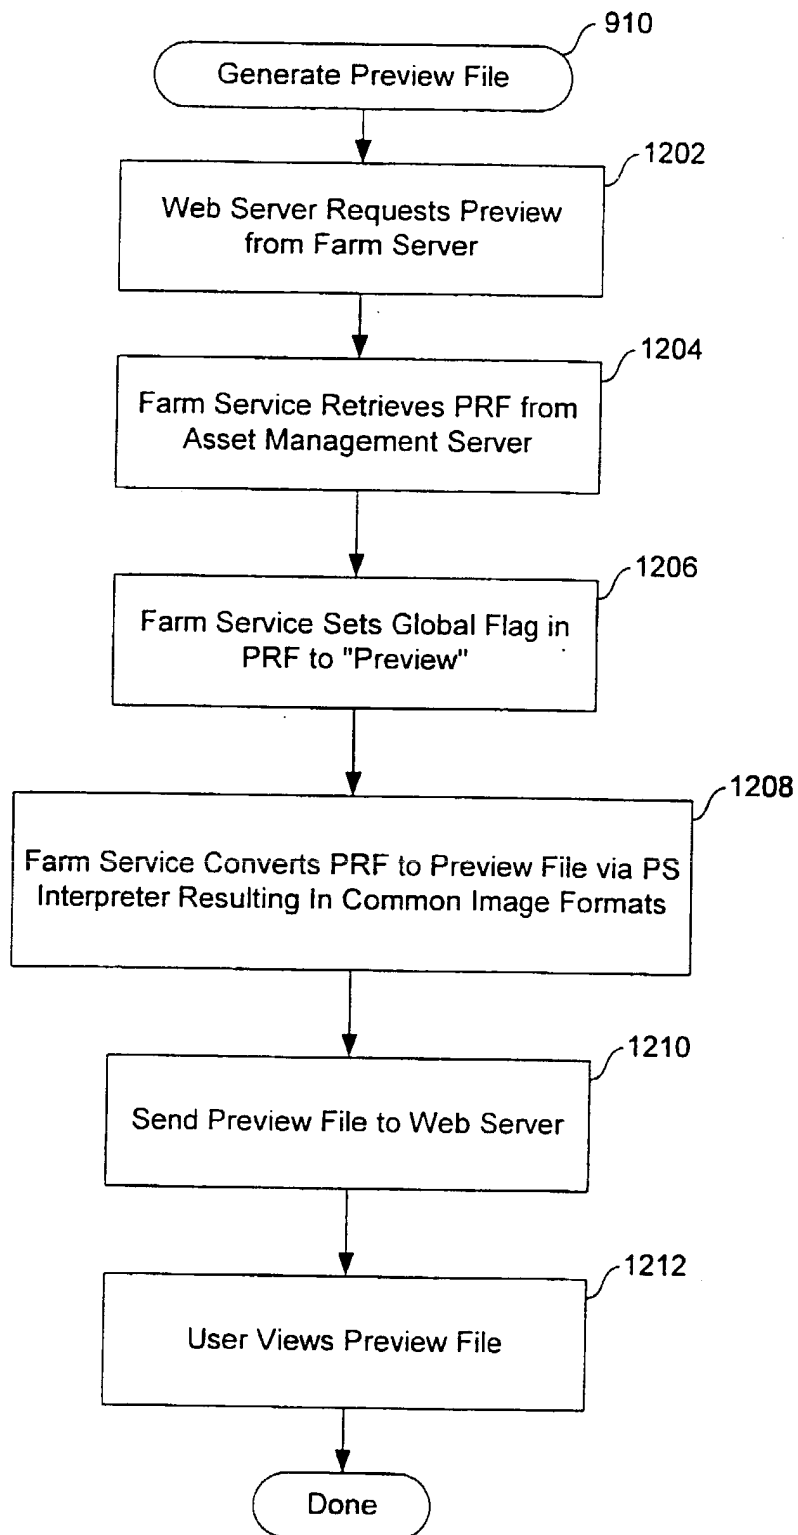 910
Generate Preview File
1202
Web Server Requests Preview
from Farm Server
1204
Farm Service Retrieves PRF from
Asset Management Server
1206
Farm Service Sets Global Flag in
PRF to "Preview"
1208
Farm Service Converts PRF to Preview File via PS
Interpreter Resulting In Common Image Formats
1210
Send Preview File to Web Server
1212
User Views Preview File
Done